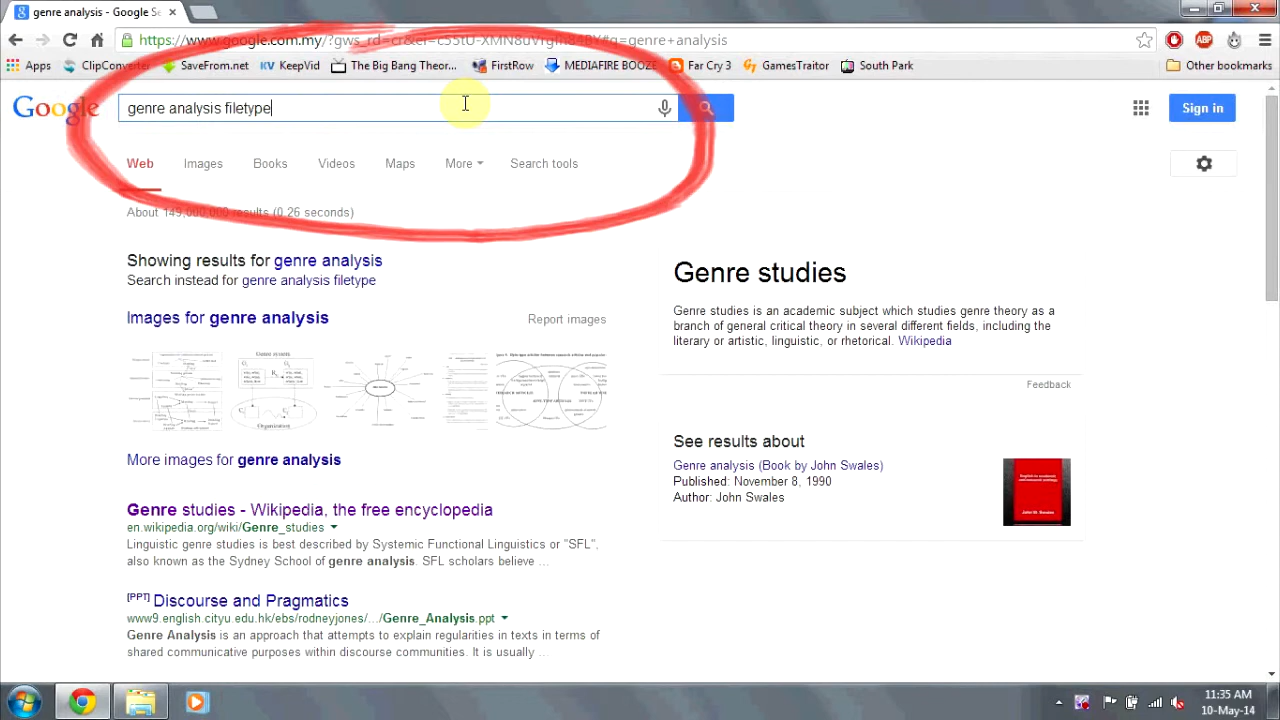 genre analysis - Google Se
https://www.google.com.my/?gws_rd=cr&ei=
#q=genre+analysis
Apps ClipConverter SaveFrom.net KeepVid The Big Bang Theo... FirstRow MEDIAFIRE BOOZE Far Cry 3 GamesTraitor South Park Other bookmarks
Google genre analysis filetype Sign in
Web Images Books Videos Maps More Search tools
About 149,000,000 results (0.26 seconds)
Showing results for genre analysis
Search instead for genre analysis filetype
Images for genre analysis Report images
More images for genre analysis
Genre studies - Wikipedia, the free encyclopedia
en.wikipedia.org/wiki/Genre_studies
Linguistic genre studies is best described by Systemic Functional Linguistics or "SFL",
also known as the Sydney School of genre analysis. SFL scholars believe ...
[PPT] Discourse and Pragmatics
www9.english.cityu.edu.hk/ebs/rodneyjones/.../Genre_Analysis.ppt
Genre Analysis is an approach that attempts to explain regularities in texts in terms of
shared communicative purposes within discourse communities. It is usually ...
Genre studies
Genre studies is an academic subject which studies genre theory as a
branch of general critical theory in several different fields, including the
literary or artistic, linguistic, or rhetorical. Wikipedia
feedback
See results about
Genre analysis (Book by John Swales)
Published: November 8, 1990
Author: John Swales
11:35 AM
10-May-14